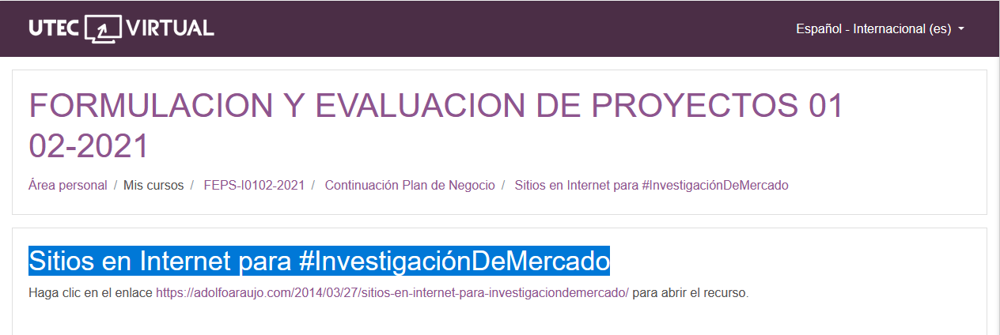 UTEC VIRTUAL
Español - Internacional (es)
FORMULACION Y EVALUACION DE PROYECTOS 01
02-2021
Área personal / Mis cursos / FEPS-I0102-2021 / Continuación Plan de Negocio / Sitios en Internet para #InvestigaciónDeMercado
Sitios en Internet para #InvestigaciónDeMercado
Haga clic en el enlace https://adolfoaraujo.com/2014/03/27/sitios-en-internet-para-investigaciondemercado/ para abrir el recurso.